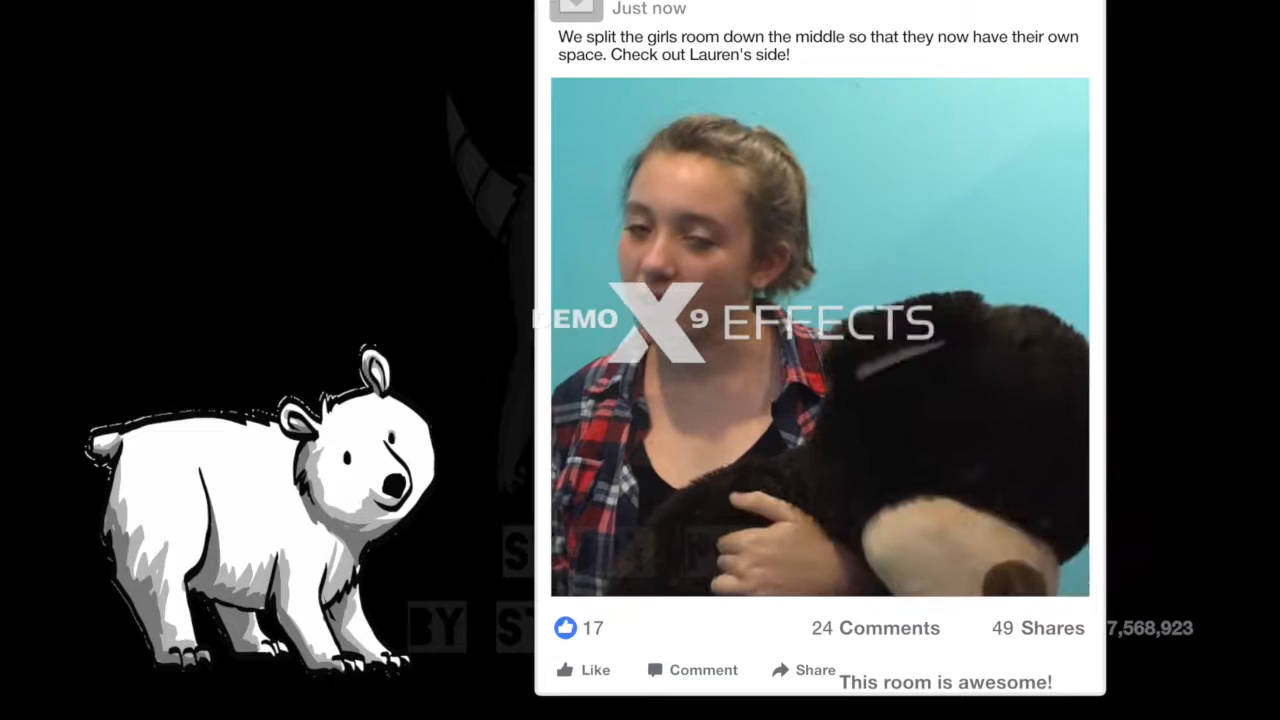 Just now
We split the girls room down the middle so that they now have their own
space. Check out Lauren's side!
DEMO X 9 EFFECTS
17 24 Comments 49 Shares 7,568,923
Like Comment Share
This room is awesome!
BY